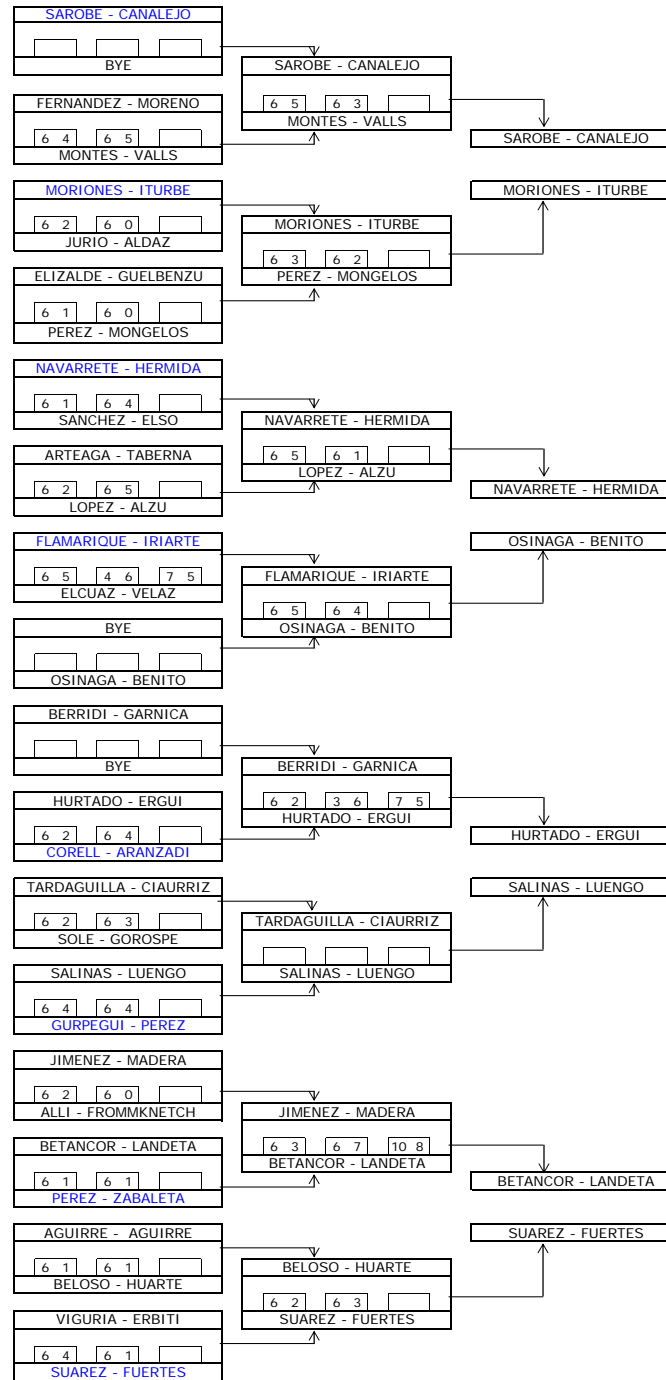 SAROBE - CANALEJO
BYE
FERNANDEZ - MORENO
6 4 6 5
MONTES - VALLS
MORIONES - ITURBE
6 2 6 0
JURIO - ALDAZ
ELIZALDE - GUELBENZU
6 1 6 0
PEREZ - MONGELOS
NAVARRETE - HERMIDA
6 1 6 4
SANCHEZ - ELSO
ARTEAGA - TABERNA
6 2 6 5
LOPEZ - ALZU
FLAMARIQUE - IRIARTE
6 5 4 6 7 5
ELCUAZ - VELAZ
BYE
OSINAGA - BENITO
BERRIDI - GARNICA
BYE
HURTADO - ERGUI
6 2 6 4
CORELL - ARANZADI
TARDAGUILLA - CIAURRIZ
6 2 6 3
SOLE - GOROSPE
SALINAS - LUENGO
6 4 6 4
GURPEGUI - PEREZ
JIMENEZ - MADERA
6 2 6 0
ALLI - FROMMKNETCH
BETANCOR - LANDETA
6 1 6 1
PEREZ - ZABALETA
AGUIRRE - AGUIRRE
6 1 6 1
BELOSO - HUARTE
VIGURIA - ERBITI
6 4 6 1
SUAREZ - FUERTES
SAROBE - CANALEJO
6 5 6 3
MONTES - VALLS
MORIONES - ITURBE
6 3 6 2
PEREZ - MONGELOS
NAVARRETE - HERMIDA
6 5 6 1
LOPEZ - ALZU
FLAMARIQUE - IRIARTE
6 5 6 4
OSINAGA - BENITO
BERRIDI - GARNICA
6 2 3 6 7 5
HURTADO - ERGUI
TARDAGUILLA - CIAURRIZ
SALINAS - LUENGO
JIMENEZ - MADERA
6 3 6 7 10 8
BETANCOR - LANDETA
BELOSO - HUARTE
6 2 6 3
SUAREZ - FUERTES
SAROBE - CANALEJO
MORIONES - ITURBE
NAVARRETE - HERMIDA
OSINAGA - BENITO
HURTADO - ERGUI
SALINAS - LUENGO
BETANCOR - LANDETA
SUAREZ - FUERTES